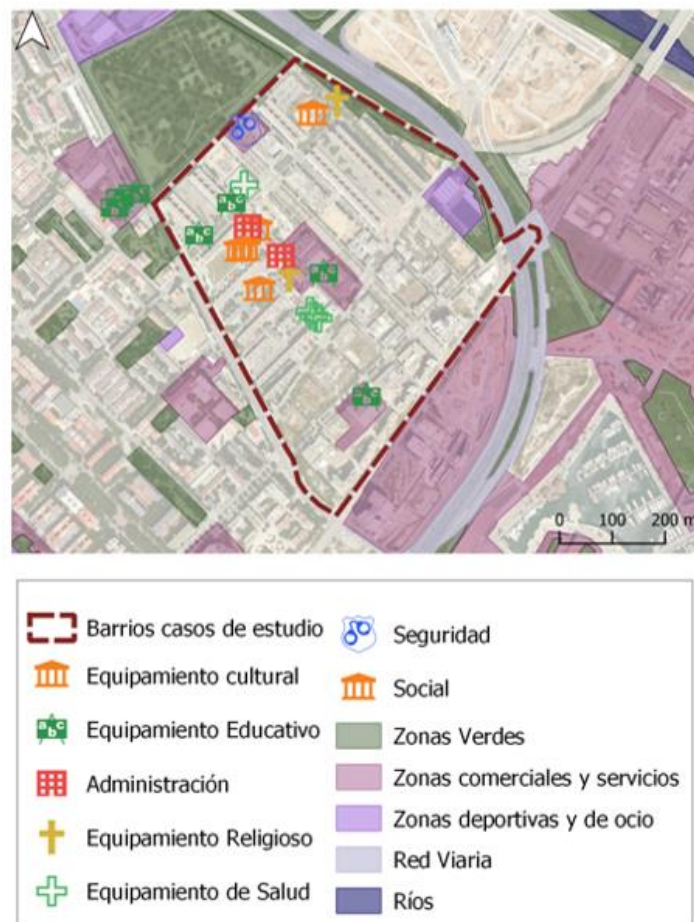 0 100 200 m
Barrios casos de estudio
Equipamiento cultural
Equipamiento Educativo
Administración
Equipamiento Religioso
Equipamiento de Salud
Seguridad
Social
Zonas Verdes
Zonas comerciales y servicios
Zonas deportivas y de ocio
Red Viaria
Ríos